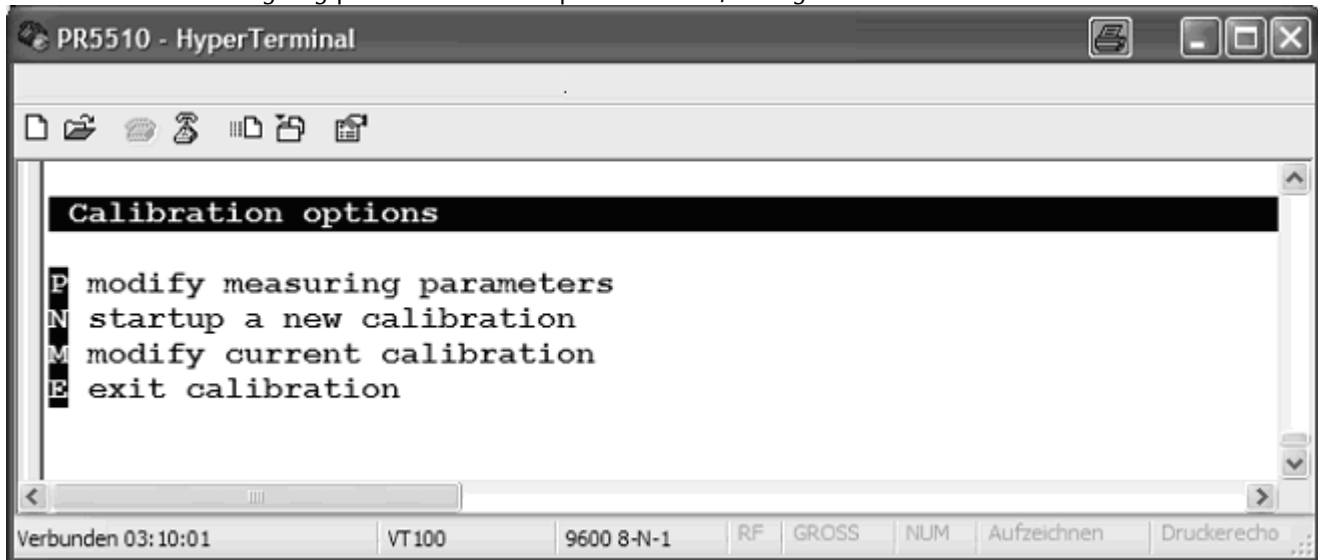 PR5510 - HyperTerminal
Calibration options
P modify measuring parameters
N startup a new calibration
M modify current calibration
E exit calibration
Verbunden 03:10:01 VT100 9600 8-N-1 RF GROSS NUM Aufzeichnen Druckerecho